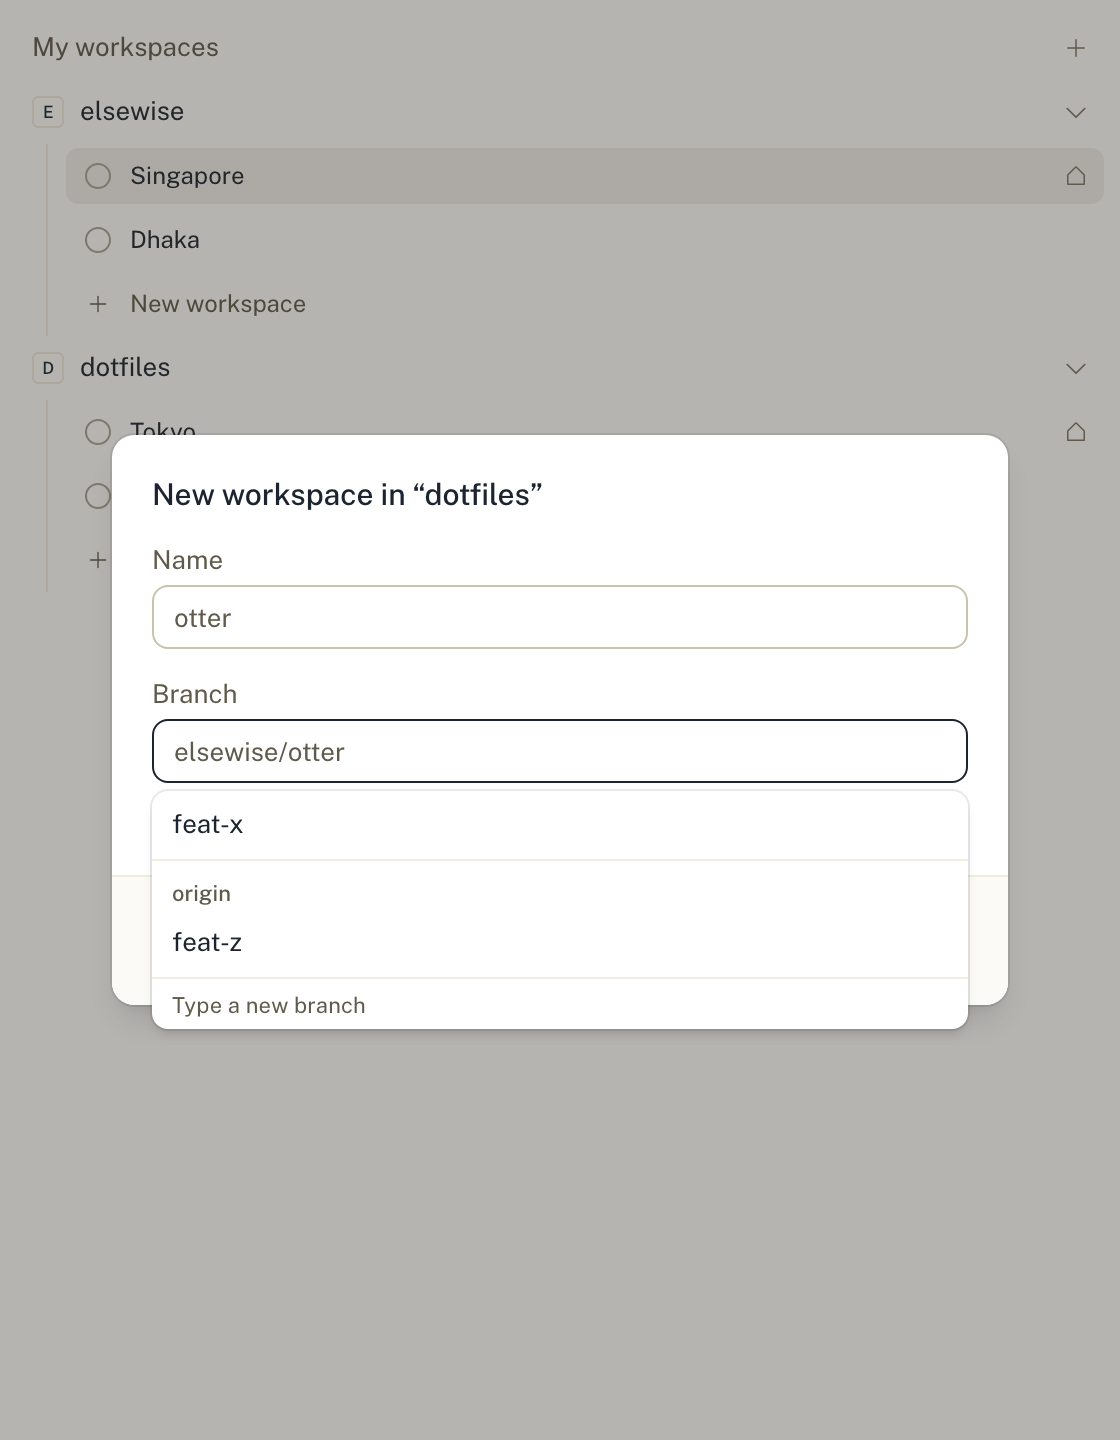 My workspaces
E elsewise
Singapore
Dhaka
New workspace
D dotfiles
Tokyo
New workspace in “dotfiles”
Name
otter
Branch
elsewise/otter
feat-x
origin
feat-z
Type a new branch